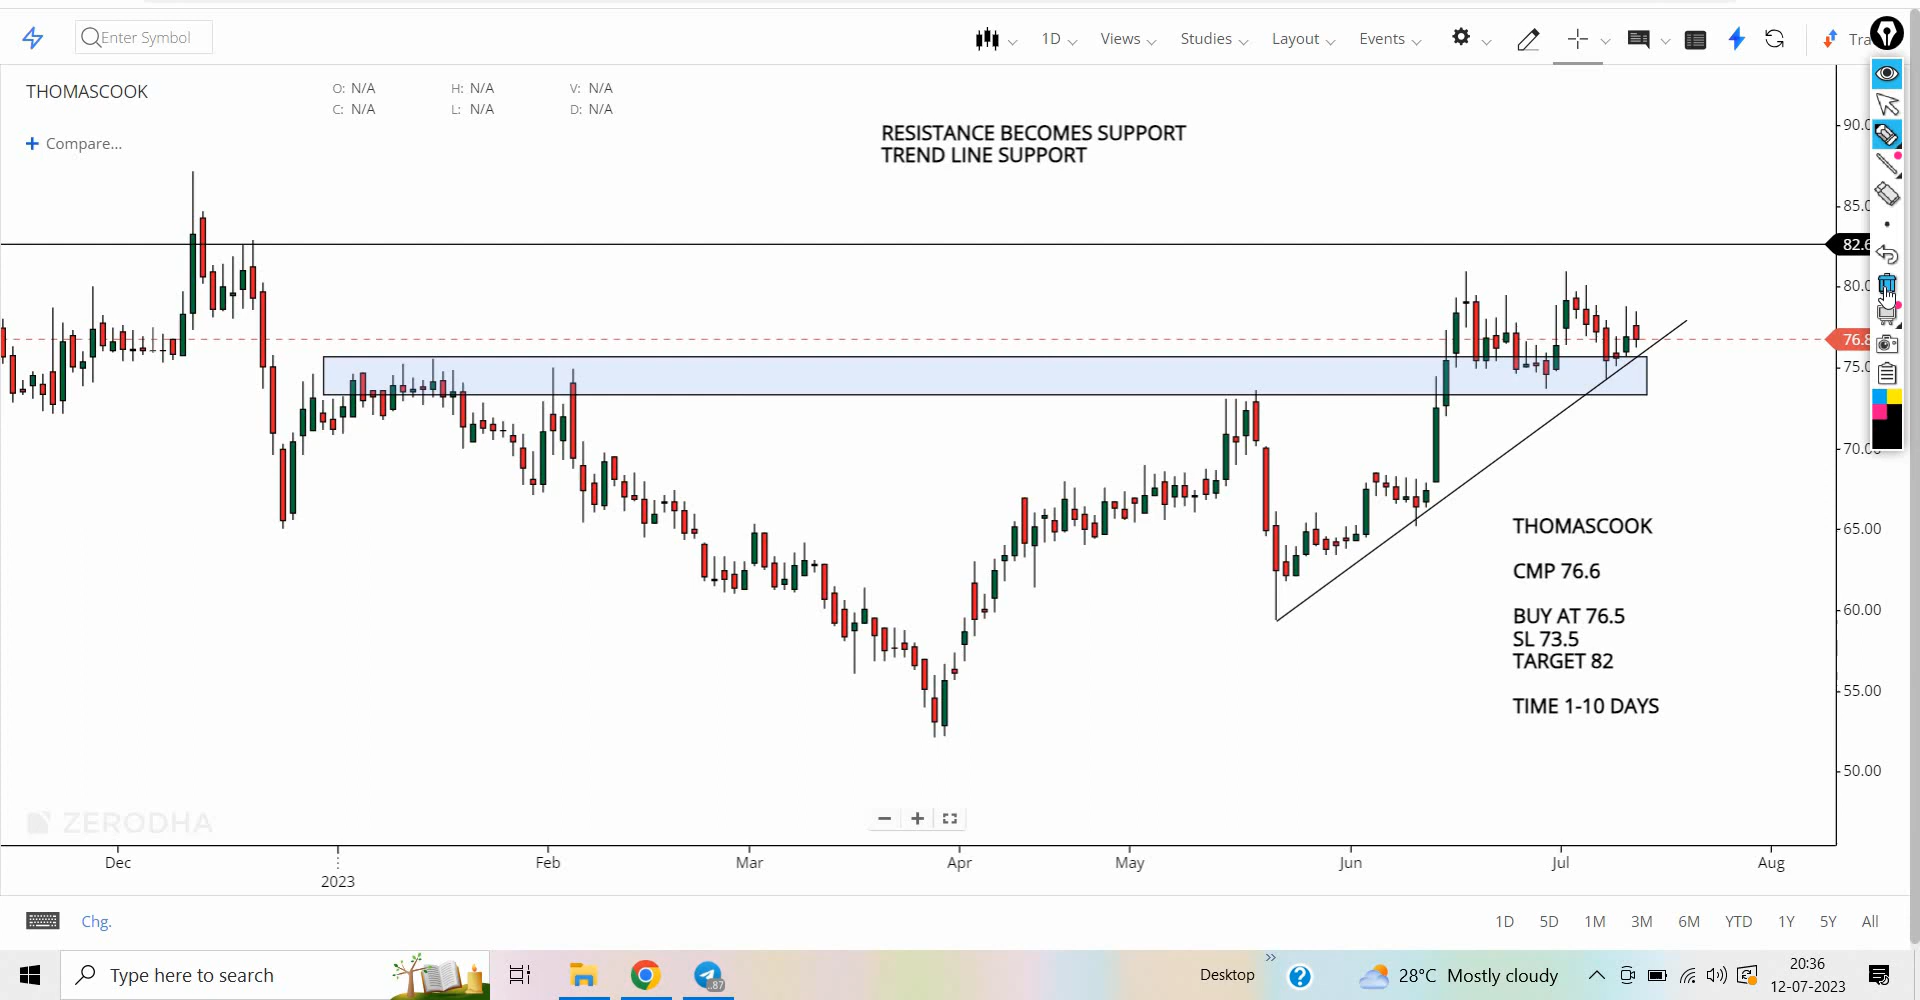 Enter Symbol
1D
Views
Studies
Layout
Events
Tra
THOMASCOOK
O: N/A
H: N/A
V: N/A
C: N/A
L: N/A
D: N/A
+ Compare...
RESISTANCE BECOMES SUPPORT
TREND LINE SUPPORT
90.0
85.0
82.6
80.0
76.8
75.0
70.0
65.00
60.00
55.00
50.00
THOMASCOOK
CMP 76.6
BUY AT 76.5
SL 73.5
TARGET 82
TIME 1-10 DAYS
ZERODHA
Dec
2023
Feb
Mar
Apr
May
Jun
Jul
Aug
Chg.
1D 5D 1M 3M 6M YTD 1Y 5Y All
Type here to search
87
Desktop
28°C Mostly cloudy
20:36
12-07-2023